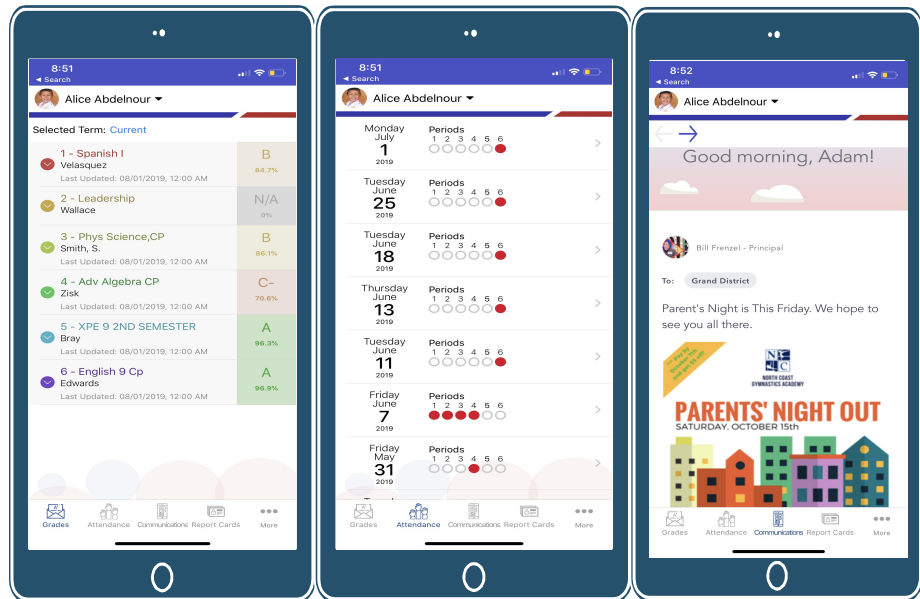 8:51
◄ Search
Alice Abdelnour
Selected Term: Current
1 - Spanish I
Velasquez
Last Updated: 08/01/2019, 12:00 AM
B
84.7%
2 - Leadership
Wallace
N/A
0%
3 - Phys Science,CP
Smith, S.
Last Updated: 08/01/2019, 12:00 AM
B
86.1%
4 - Adv Algebra CP
Zisk
Last Updated: 08/01/2019, 12:00 AM
C-
70.6%
5 - XPE 9 2ND SEMESTER
Bray
Last Updated: 08/01/2019, 12:00 AM
A
96.3%
6 - English 9 Cp
Edwards
Last Updated: 08/01/2019, 12:00 AM
A
96.9%
Grades Attendance Communications Report Cards More
8:51
◄ Search
Alice Abdelnour
Monday
July
1
2019
Periods
1 2 3 4 5 6
Tuesday
June
25
2019
Periods
1 2 3 4 5 6
Tuesday
June
18
2019
Periods
1 2 3 4 5 6
Thursday
June
13
2019
Periods
1 2 3 4 5 6
Tuesday
June
11
2019
Periods
1 2 3 4 5 6
Friday
June
7
2019
Periods
1 2 3 4 5 6
Friday
May
31
2019
Periods
1 2 3 4 5 6
Grades Attendance Communications Report Cards More
8:52
◄ Search
Alice Abdelnour
Good morning, Adam!
Bill Frenzel - Principal
To: Grand District
Parent's Night is This Friday. We hope to
see you all there.
Pay by
October 7th
and get $5 off
NORTH COAST
GYMNASTICS ACADEMY
PARENTS' NIGHT OUT
SATURDAY, OCTOBER 15th
Grades Attendance Communications Report Cards More